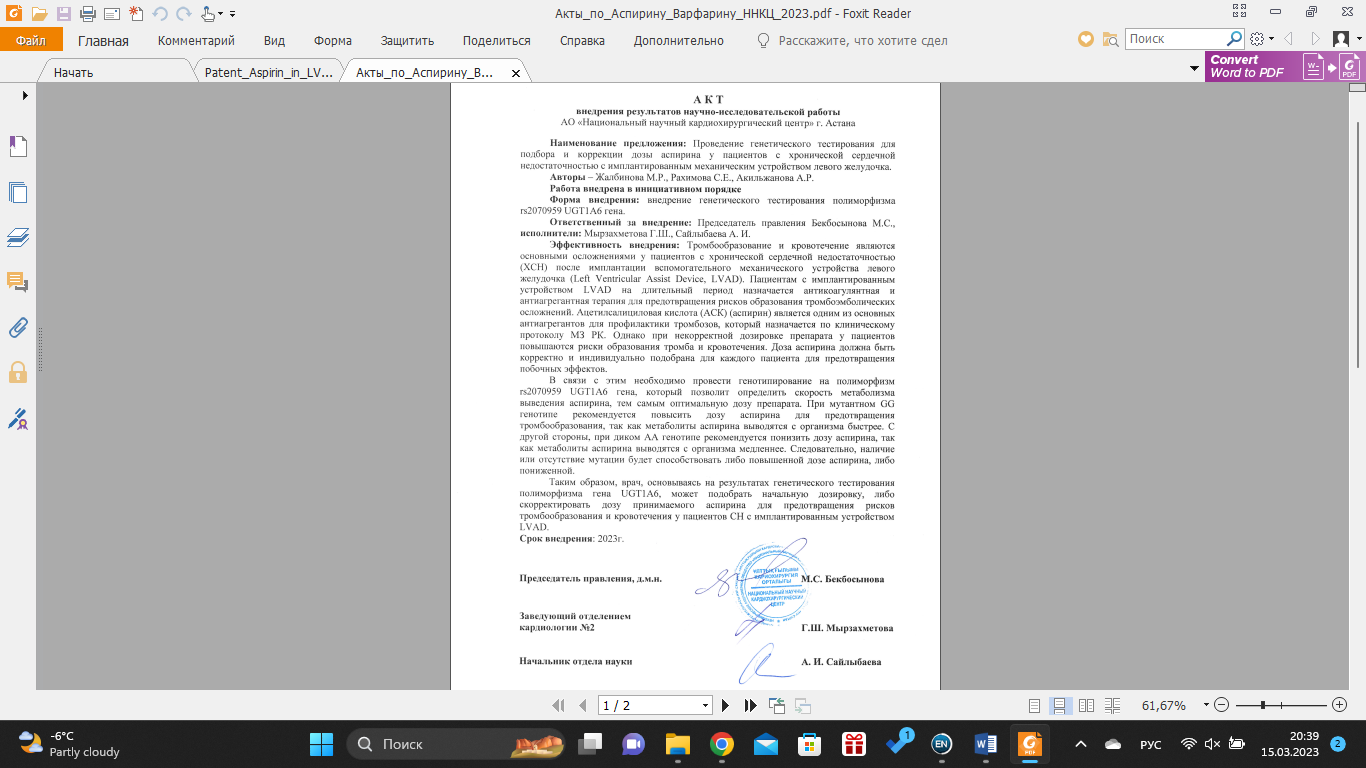 Акты_по_Аспирину_Варфарину_ННКЦ_2023.pdf - Foxit Reader
Файл Главная Комментарий Вид Форма Защитить Поделиться Справка Дополнительно Расскажите, что хотите сдел Поиск
Начать Patent_Aspirin_in_LV... Акты_по_Аспирину_В...
Convert
Word to PDF
А К Т
внедрения результатов научно-исследовательской работы
АО «Национальный научный кардиохирургический центр» г. Астана
Наименование предложения: Проведение генетического тестирования для
подбора и коррекции дозы аспирина у пациентов с хронической сердечной
недостаточностью с имплантированным механическим устройством левого желудочка.
Авторы – Жалбинова М.Р., Рахимова С.Е., Акильжанова А.Р.
Работа внедрена в инициативном порядке
Форма внедрения: внедрение генетического тестирования полиморфизма
rs2070959 UGT1A6 гена.
Ответственный за внедрение: Председатель правления Бекбосынова М.С.,
исполнители: Мырзахметова Г.Ш., Сайлыбаева А. И.
Эффективность внедрения: Тромбообразование и кровотечение являются
основными осложнениями у пациентов с хронической сердечной недостаточностью
(ХСН) после имплантации вспомогательного механического устройства левого
желудочка (Left Ventricular Assist Device, LVAD). Пациентам с имплантированным
устройством LVAD на длительный период назначается антикоагулянтная и
антиагрегантная терапия для предотвращения рисков образования тромбоэмболических
осложнений. Ацетилсалициловая кислота (АСК) (аспирин) является одним из основных
антиагрегантов для профилактики тромбозов, который назначается по клиническому
протоколу МЗ РК. Однако при некорректной дозировке препарата у пациентов
повышаются риски образования тромба и кровотечения. Доза аспирина должна быть
корректно и индивидуально подобрана для каждого пациента для предотвращения
побочных эффектов.
В связи с этим необходимо провести генотипирование на полиморфизм
rs2070959 UGT1A6 гена, который позволит определить скорость метаболизма
выведения аспирина, тем самым оптимальную дозу препарата. При мутантном GG
генотипе рекомендуется повысить дозу аспирина для предотвращения
тромбообразования, так как метаболиты аспирина выводятся с организма быстрее. С
другой стороны, при диком АА генотипе рекомендуется понизить дозу аспирина, так
как метаболиты аспирина выводятся с организма медленнее. Следовательно, наличие
или отсутствие мутации будет способствовать либо повышенной дозе аспирина, либо
пониженной.
Таким образом, врач, основываясь на результатах генетического тестирования
полиморфизма гена UGT1A6, может подобрать начальную дозировку, либо
скорректировать дозу принимаемого аспирина для предотвращения рисков
тромбообразования и кровотечения у пациентов СН с имплантированным устройством
LVAD.
Срок внедрения: 2023г.
Председатель правления, д.м.н. М.С. Бекбосынова
ҰЛТТЫҚ ҒЫЛЫМИ
КАРДИОХИРУРГИЯ
ОРТАЛЫҒЫ
НАЦИОНАЛЬНЫЙ НАУЧНЫЙ
КАРДИОХИРУРГИЧЕСКИЙ
ЦЕНТР
Заведующий отделением
кардиологии №2 Г.Ш. Мырзахметова
Начальник отдела науки А. И. Сайлыбаева
1 / 2 61,67%
-6°C
Partly cloudy
Поиск
1
EN
РУС
20:39
15.03.2023
2